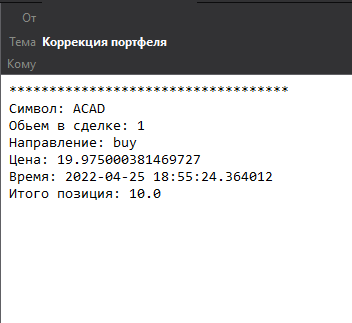 От
Тема Коррекция портфеля
Кому
***********************************
Символ: ACAD
Обьем в сделке: 1
Направление: buy
Цена: 19.975000381469727
Время: 2022-04-25 18:55:24.364012
Итого позиция: 10.0